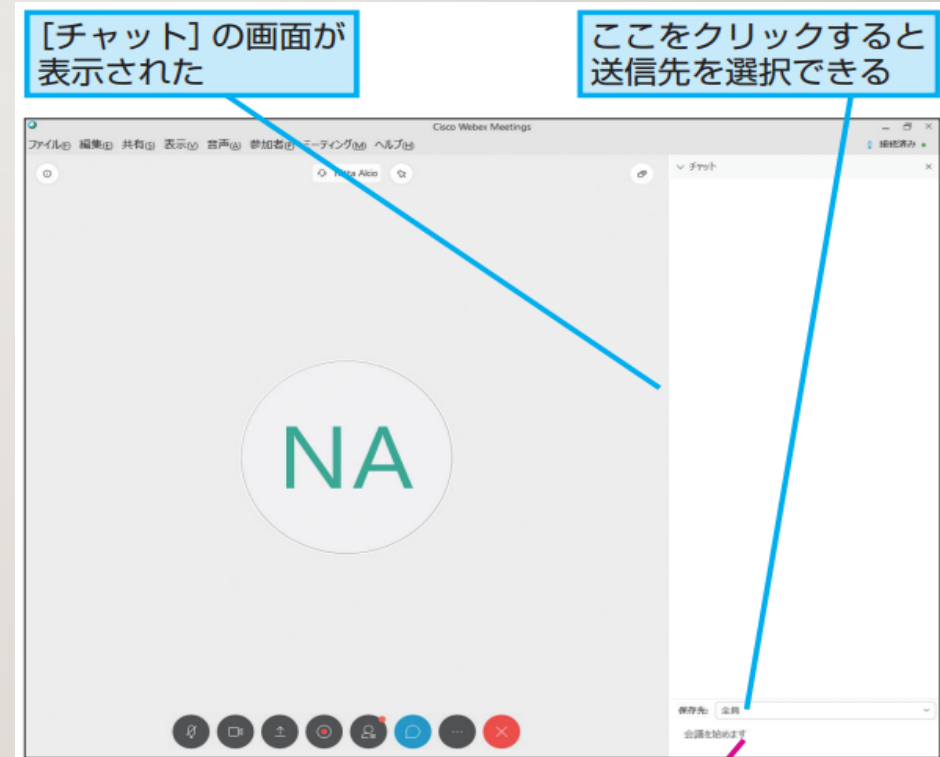 [チャット] の画面が
表示された
ここをクリックすると
送信先を選択できる
Cisco Webex Meetings
ファイル(F) 編集(E) 共有(S) 表示(V) 音声(A) 参加者(P) ミーティング(M) ヘルプ(H)
接続済み
チャット
NA
全員
会議を始めます